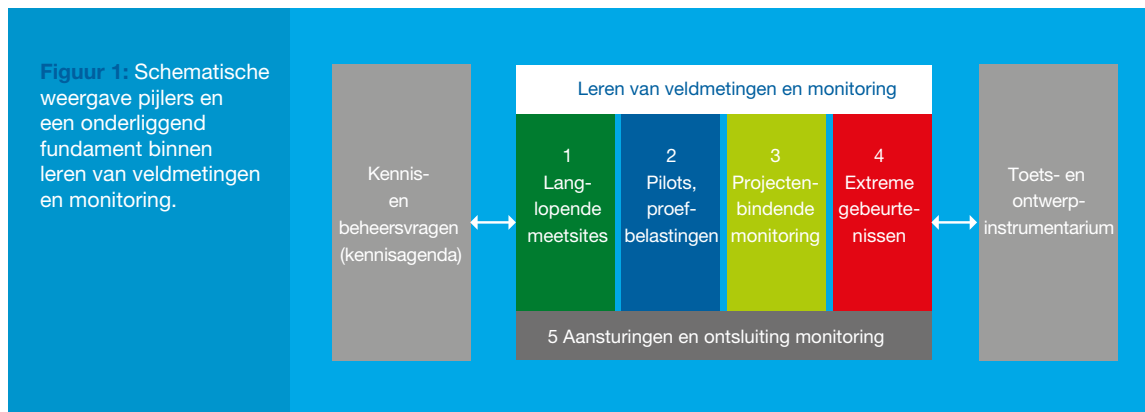 Figuur 1: Schematische
weergave pijlers en
een onderliggend
fundament binnen
leren van veldmetingen
en monitoring.
Kennis-
en
beheersvragen
(kennisagenda)
Leren van veldmetingen en monitoring
1
Lang-
lopende
meetsites
2
Pilots,
proef-
belastingen
3
Projecten-
bindende
monitoring
4
Extreme
gebeurte-
nissen
5 Aansturingen en ontsluiting monitoring
Toets- en
ontwerp-
instrumentarium